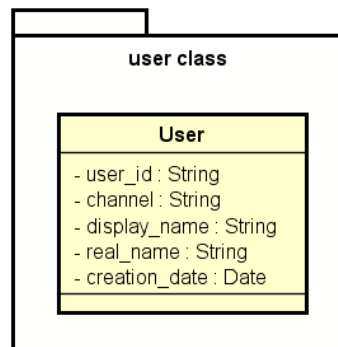 user class
User
- user_id : String
- channel : String
- display_name : String
- real_name : String
- creation_date : Date